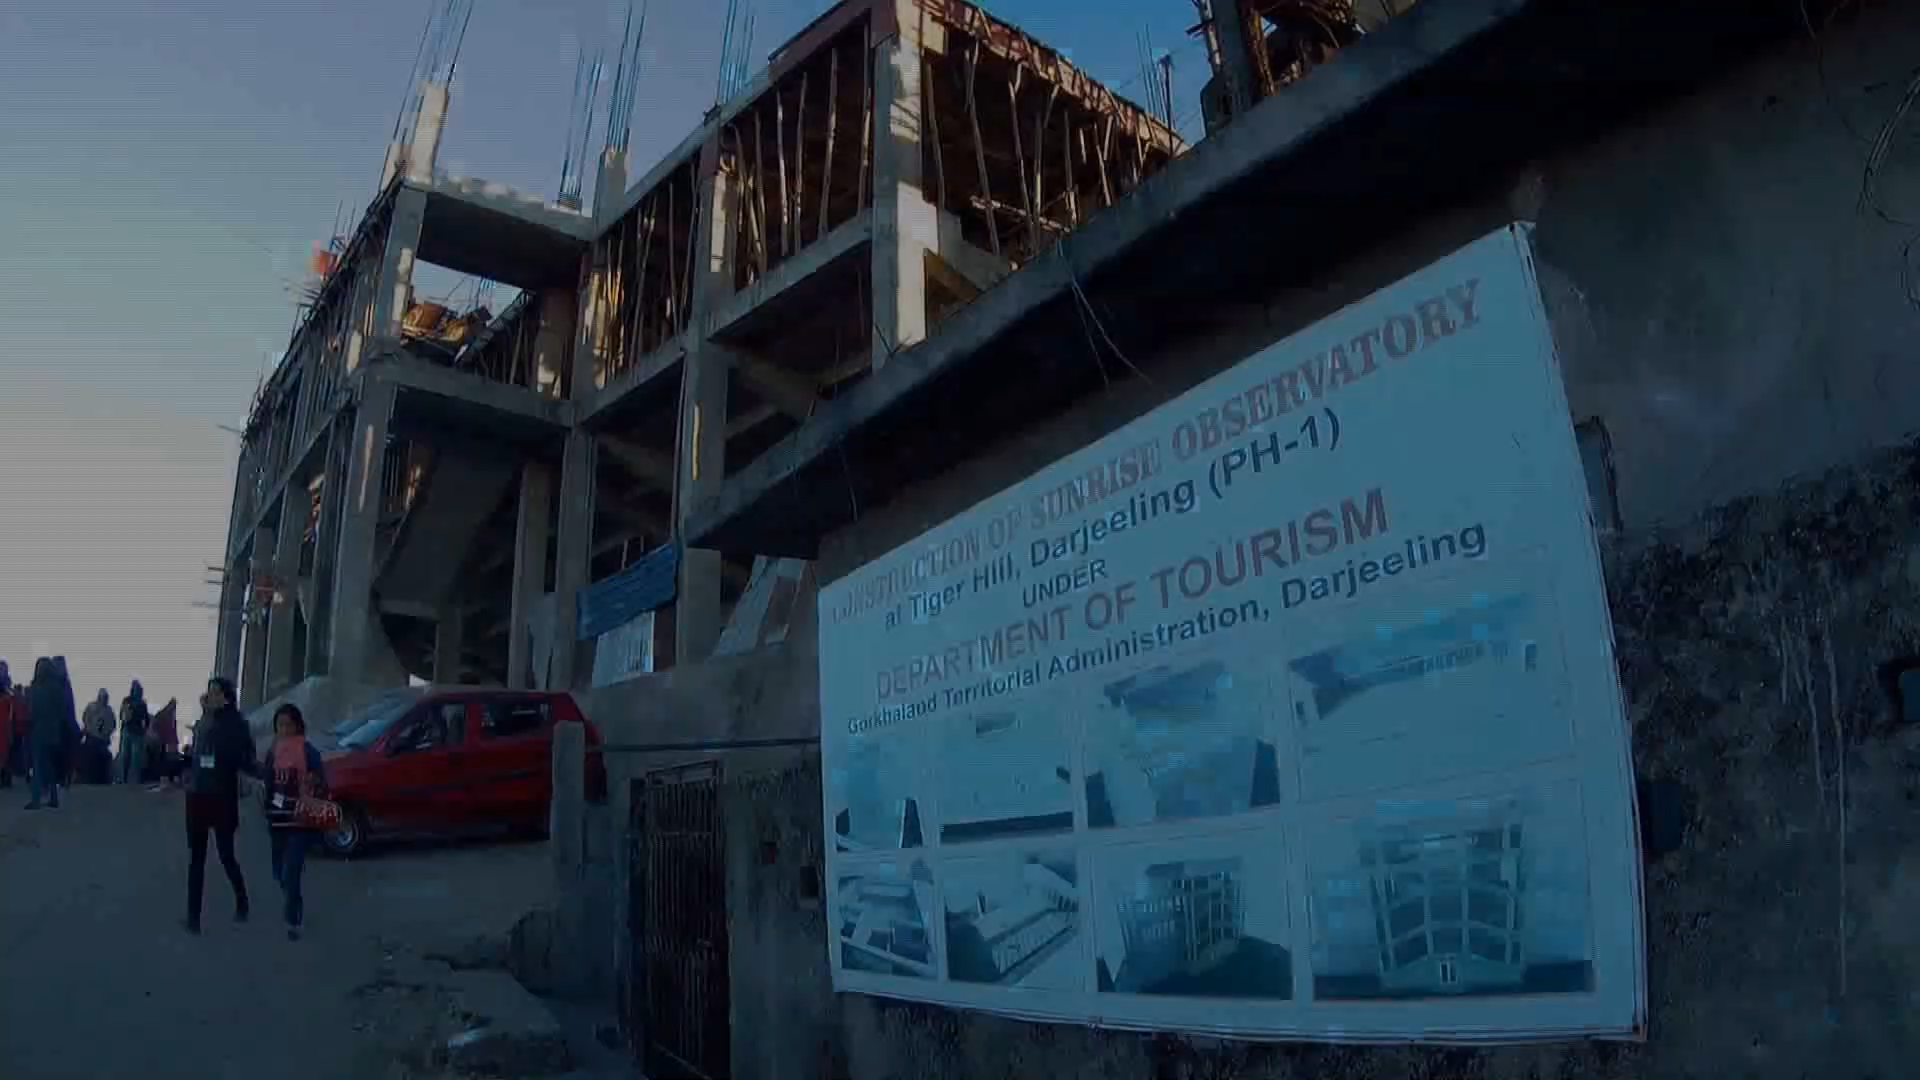 CONSTRUCTION OF SUNRISE OBSERVATORY
at Tiger Hill, Darjeeling (PH-1)
UNDER
DEPARTMENT OF TOURISM
Gorkhaland Territorial Administration, Darjeeling